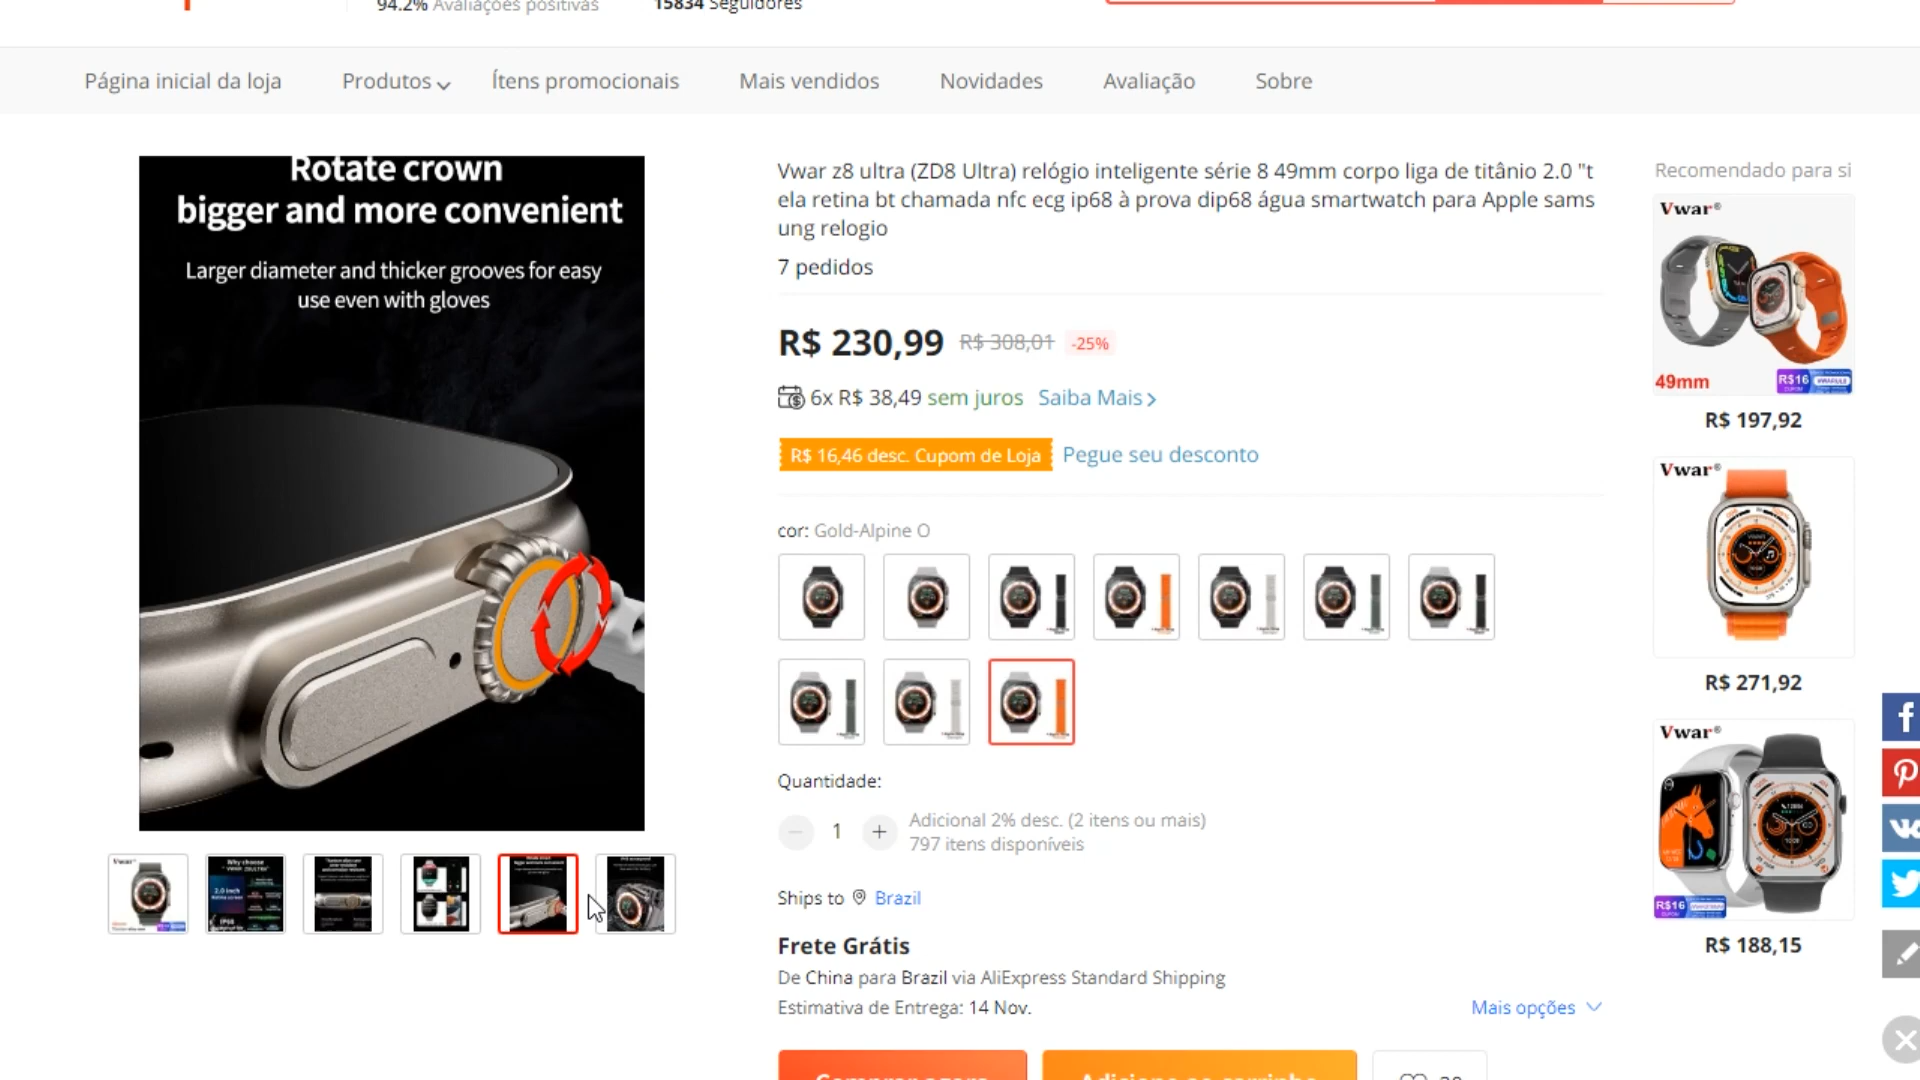 94.2% Avaliações positivas
15834 Seguidores
Página inicial da loja
Produtos
Ítens promocionais
Mais vendidos
Novidades
Avaliação
Sobre
Rotate crown
bigger and more convenient
Larger diameter and thicker grooves for easy
use even with gloves
Vwar z8 ultra (ZD8 Ultra) relógio inteligente série 8 49mm corpo liga de titânio 2.0 "t
ela retina bt chamada nfc ecg ip68 à prova dip68 água smartwatch para Apple sams
ung relogio
7 pedidos
R$ 230,99 R$ 308,01 -25%
6x R$ 38,49 sem juros Saiba Mais
R$ 16,46 desc. Cupom de Loja Pegue seu desconto
cor: Gold-Alpine O
Quantidade:
1
Adicional 2% desc. (2 itens ou mais)
797 itens disponíveis
Ships to Brazil
Frete Grátis
De China para Brazil via AliExpress Standard Shipping
Estimativa de Entrega: 14 Nov.
Mais opções
Comprar agora
Adicione ao carrinho
Recomendado para si
Vwar®
49mm
R$16
R$ 197,92
Vwar®
R$ 271,92
Vwar®
R$16
R$ 188,15